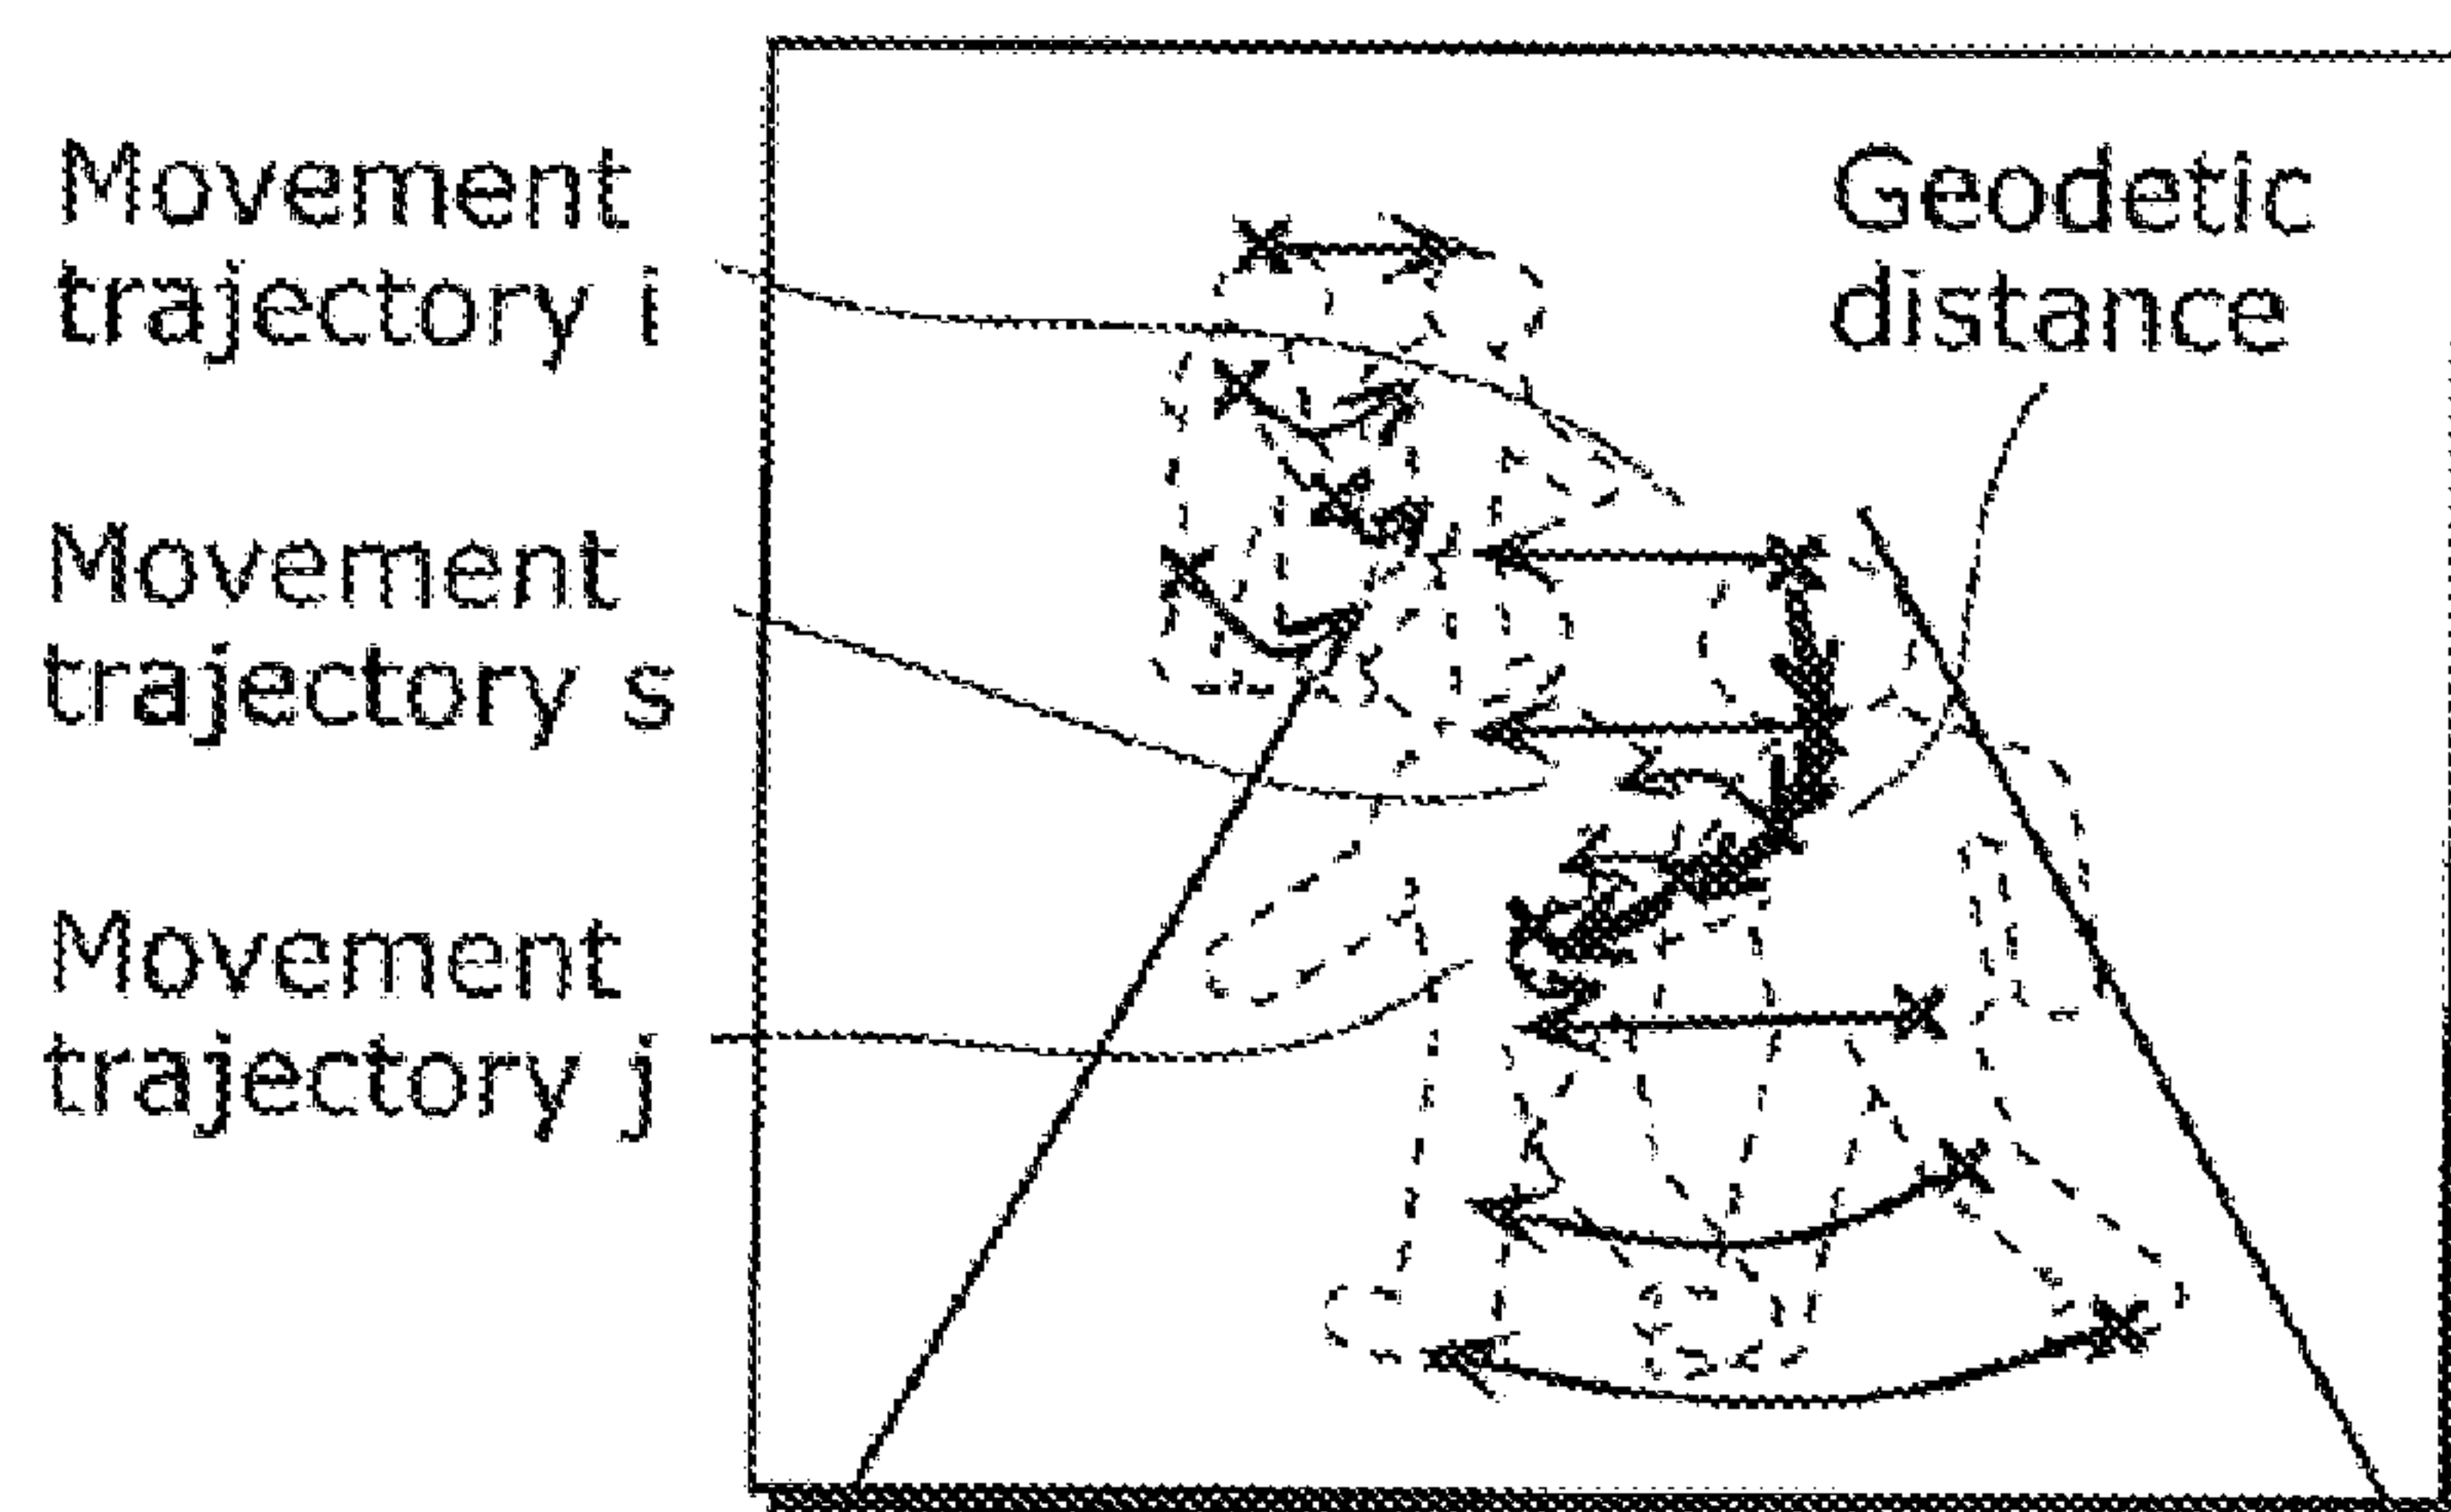 Movement
trajectory i
Geodetic
distance
Movement
trajectory s
Movement
trajectory j